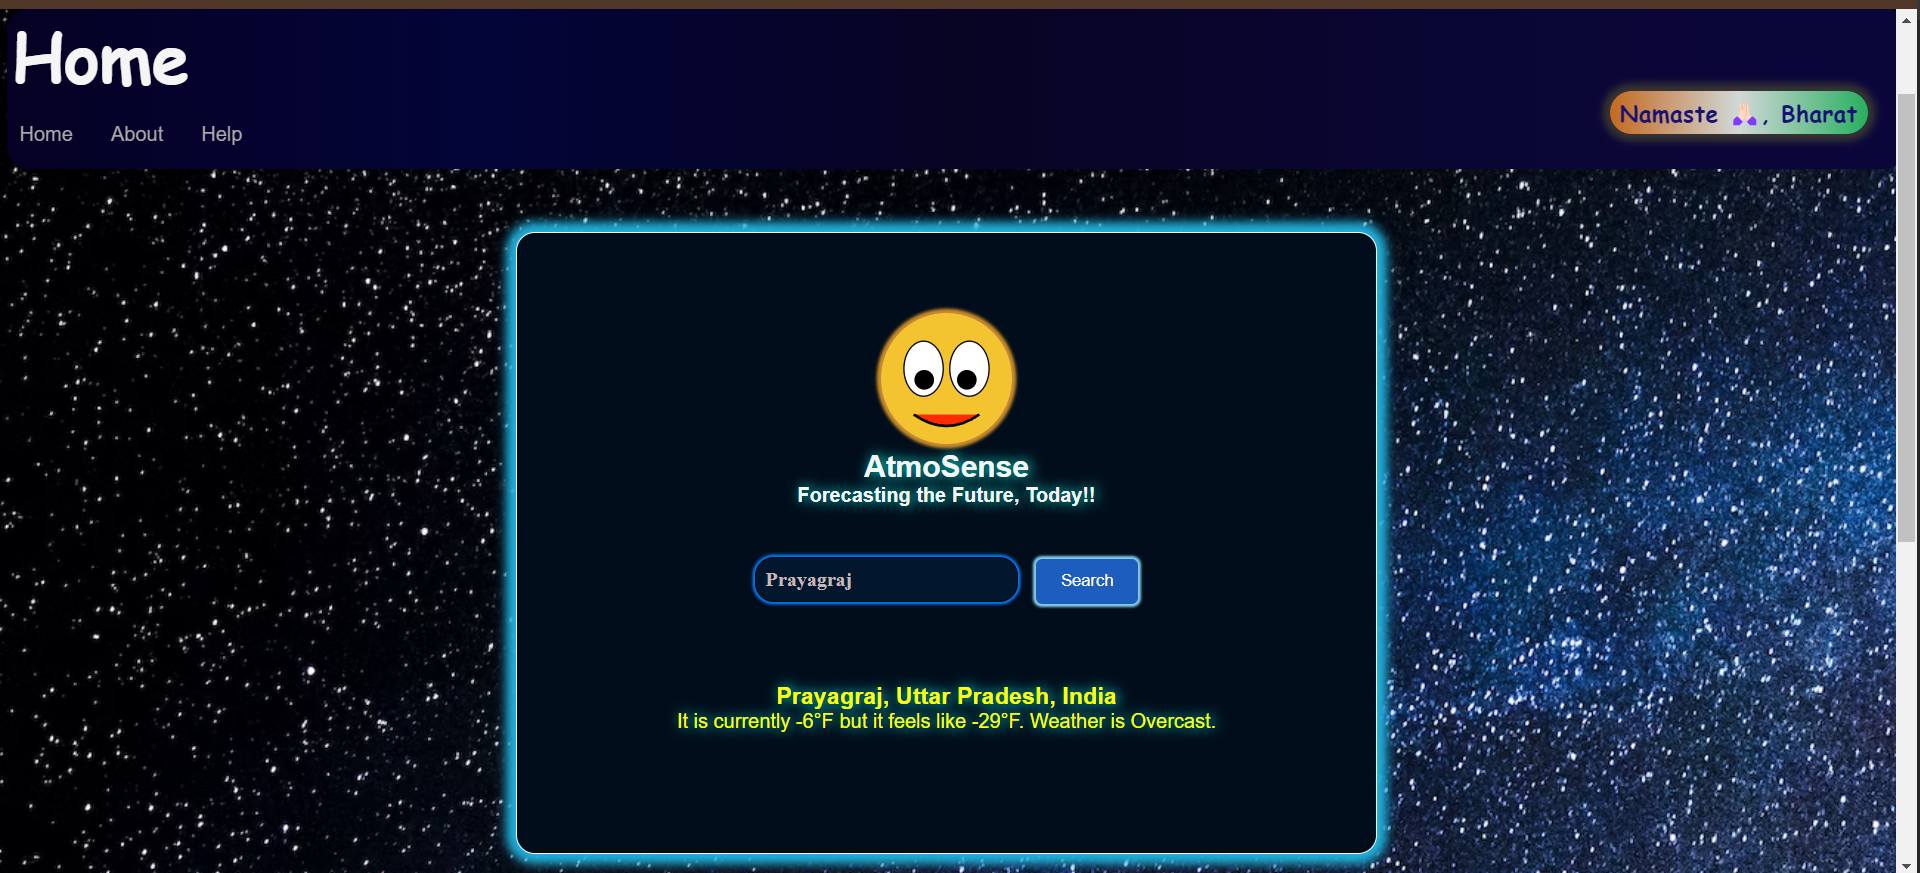 Home
Home About Help
Namaste 🙏🏻, Bharat
AtmoSense
Forecasting the Future, Today!!
Prayagraj
Search
Prayagraj, Uttar Pradesh, India
It is currently -6°F but it feels like -29°F. Weather is Overcast.